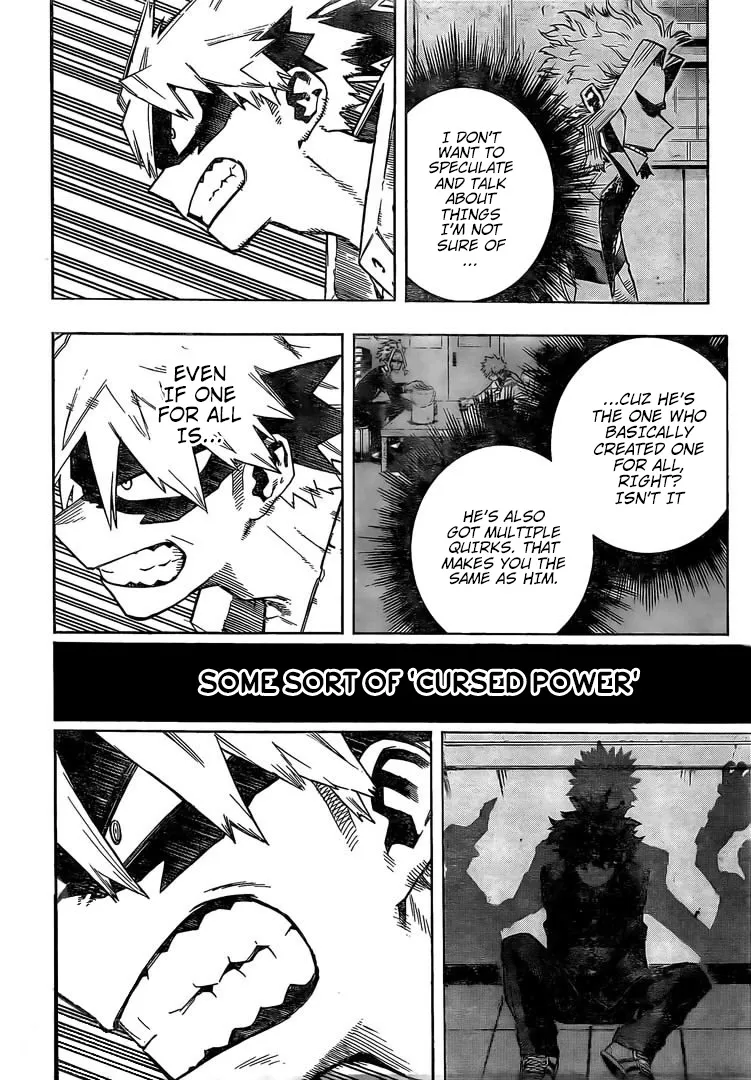 I DON'T
WANT TO
SPECULATE
AND TALK
ABOUT
THINGS
I'M NOT
SURE OF
...
...CUZ HE'S
THE ONE WHO
BASICALLY
CREATED ONE
FOR ALL,
RIGHT?
ISN'T IT
HE'S ALSO
GOT MULTIPLE
QUIRKS. THAT
MAKES YOU THE
SAME AS HIM.
EVEN
IF ONE
FOR ALL
IS...
SOME SORT OF 'CURSED POWER'